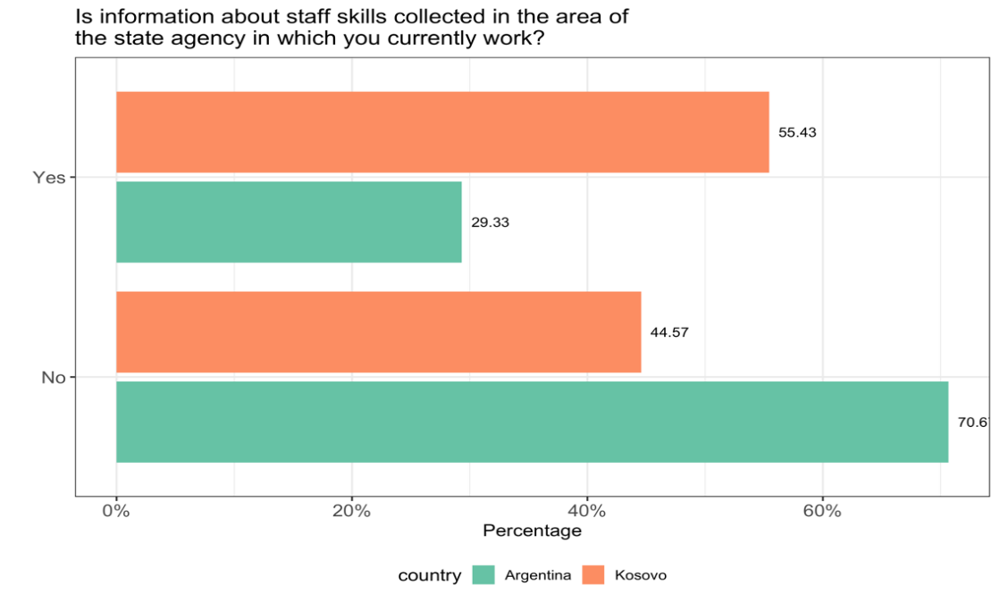 Is information about staff skills collected in the area of
the state agency in which you currently work?
Yes
55.43
29.33
No
44.57
0%
20%
40%
60%
Percentage
country
Argentina
Kosovo